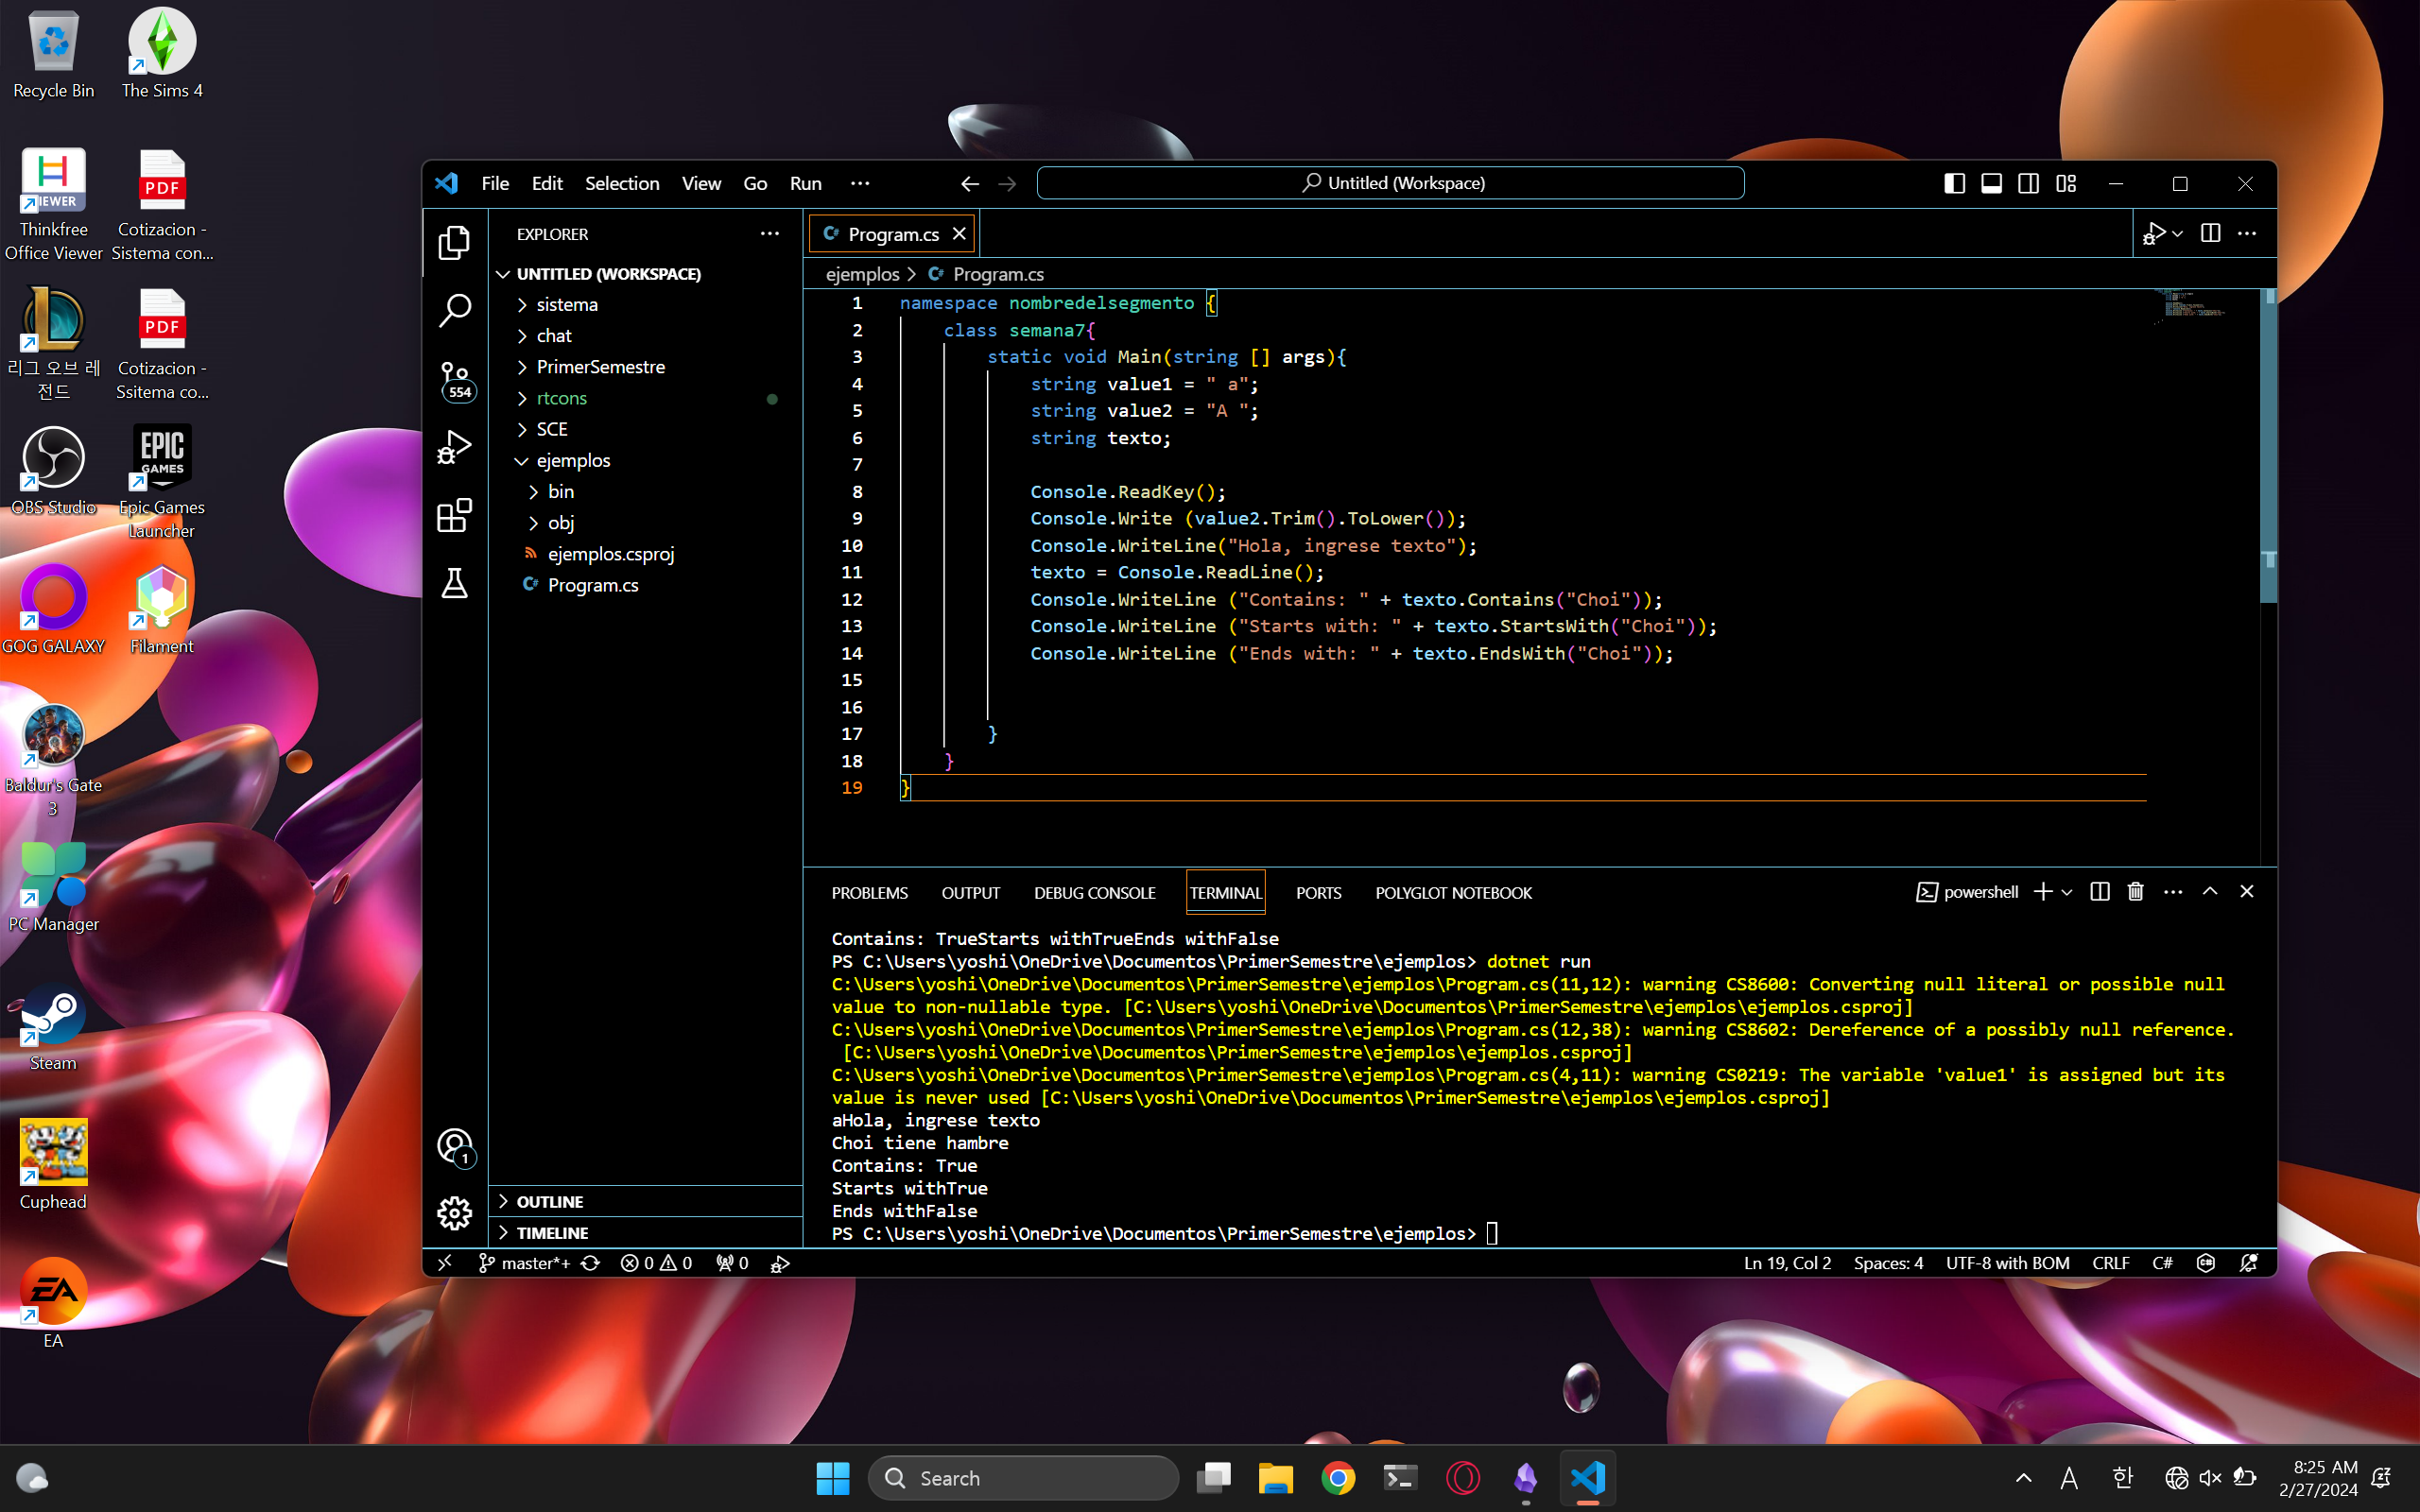 Recycle Bin
The Sims 4
VIEWER
Thinkfree
Office Viewer
PDF
Cotizacion -
Sistema con...
리그 오브 레
전드
PDF
Cotizacion -
Ssitema co...
OBS Studio
EPIC
GAMES
Epic Games
Launcher
GOG GALAXY
Filament
Baldur's Gate
3
PC Manager
Steam
Cuphead
EA
EA
File Edit Selection View Go Run ···
Untitled (Workspace)
EXPLORER ···
UNTITLED (WORKSPACE)
sistema
chat
PrimerSemestre
rtcons
SCE
ejemplos
bin
obj
ejemplos.csproj
C# Program.cs
OUTLINE
TIMELINE
554
1
C# Program.cs
ejemplos > C# Program.cs
1 namespace nombredelsegmento {
2 class semana7{
3 static void Main(string [] args){
4 string value1 = " a";
5 string value2 = "A ";
6 string texto;
7
8 Console.ReadKey();
9 Console.Write (value2.Trim().ToLower());
10 Console.WriteLine("Hola, ingrese texto");
11 texto = Console.ReadLine();
12 Console.WriteLine ("Contains: " + texto.Contains("Choi"));
13 Console.WriteLine ("Starts with: " + texto.StartsWith("Choi"));
14 Console.WriteLine ("Ends with: " + texto.EndsWith("Choi"));
15
16
17 }
18 }
19 }
PROBLEMS OUTPUT DEBUG CONSOLE TERMINAL PORTS POLYGLOT NOTEBOOK
powershell
Contains: TrueStarts withTrueEnds withFalse
PS C:\Users\yoshi\OneDrive\Documentos\PrimerSemestre\ejemplos> dotnet run
C:\Users\yoshi\OneDrive\Documentos\PrimerSemestre\ejemplos\Program.cs(11,12): warning CS8600: Converting null literal or possible null
value to non-nullable type. [C:\Users\yoshi\OneDrive\Documentos\PrimerSemestre\ejemplos\ejemplos.csproj]
C:\Users\yoshi\OneDrive\Documentos\PrimerSemestre\ejemplos\Program.cs(12,38): warning CS8602: Dereference of a possibly null reference.
[C:\Users\yoshi\OneDrive\Documentos\PrimerSemestre\ejemplos\ejemplos.csproj]
C:\Users\yoshi\OneDrive\Documentos\PrimerSemestre\ejemplos\Program.cs(4,11): warning CS0219: The variable 'value1' is assigned but its
value is never used [C:\Users\yoshi\OneDrive\Documentos\PrimerSemestre\ejemplos\ejemplos.csproj]
aHola, ingrese texto
Choi tiene hambre
Contains: True
Starts withTrue
Ends withFalse
PS C:\Users\yoshi\OneDrive\Documentos\PrimerSemestre\ejemplos>
master*+ 0 0 0 Ln 19, Col 2 Spaces: 4 UTF-8 with BOM CRLF C#
Search
A 한
8:25 AM
2/27/2024